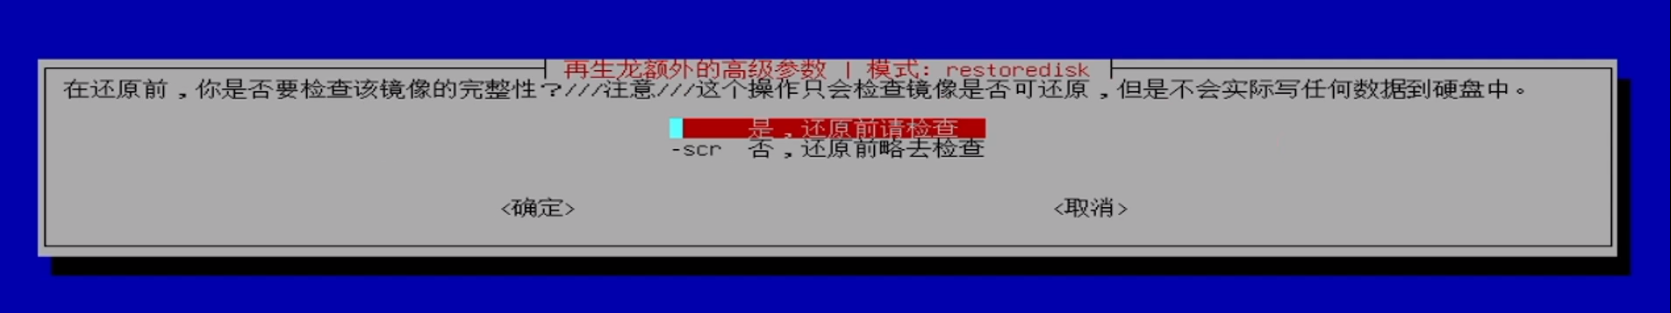 再生龙额外的高级参数 | 模式: restoredisk
在还原前,你是否要检查该镜像的完整性?///注意///这个操作只会检查镜像是否可还原,但是不会实际写任何数据到硬盘中。
是,还原前请检查
-scr 否,还原前略去检查
<确定> <取消>